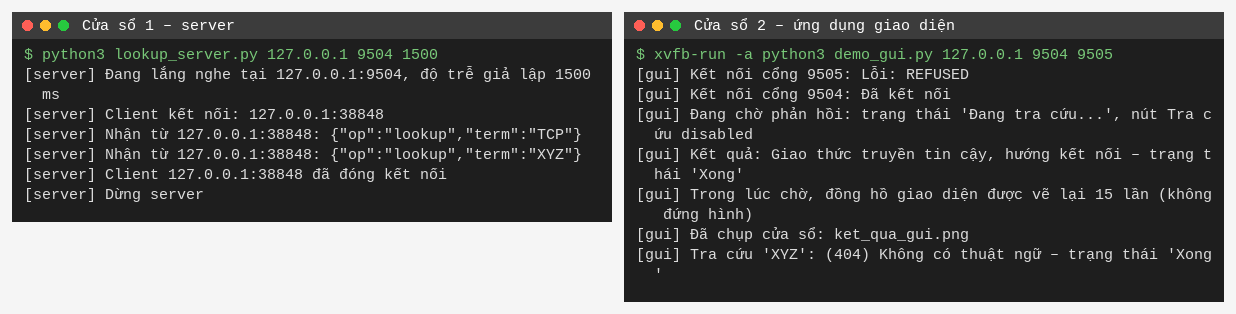 Cửa sổ 1 – server
$ python3 lookup_server.py 127.0.0.1 9504 1500
[server] Đang lắng nghe tại 127.0.0.1:9504, độ trễ giả lập 1500
ms
[server] Client kết nối: 127.0.0.1:38848
[server] Nhận từ 127.0.0.1:38848: {"op":"lookup","term":"TCP"}
[server] Nhận từ 127.0.0.1:38848: {"op":"lookup","term":"XYZ"}
[server] Client 127.0.0.1:38848 đã đóng kết nối
[server] Dừng server
Cửa sổ 2 – ứng dụng giao diện
$ xvfb-run -a python3 demo_gui.py 127.0.0.1 9504 9505
[gui] Kết nối cổng 9505: Lỗi: REFUSED
[gui] Kết nối cổng 9504: Đã kết nối
[gui] Đang chờ phản hồi: trạng thái 'Đang tra cứu...', nút Tra c
ứu disabled
[gui] Kết quả: Giao thức truyền tin cậy, hướng kết nối – trạng t
hái 'Xong'
[gui] Trong lúc chờ, đồng hồ giao diện được vẽ lại 15 lần (không
đứng hình)
[gui] Đã chụp cửa sổ: ket_qua_gui.png
[gui] Tra cứu 'XYZ': (404) Không có thuật ngữ – trạng thái 'Xong
'